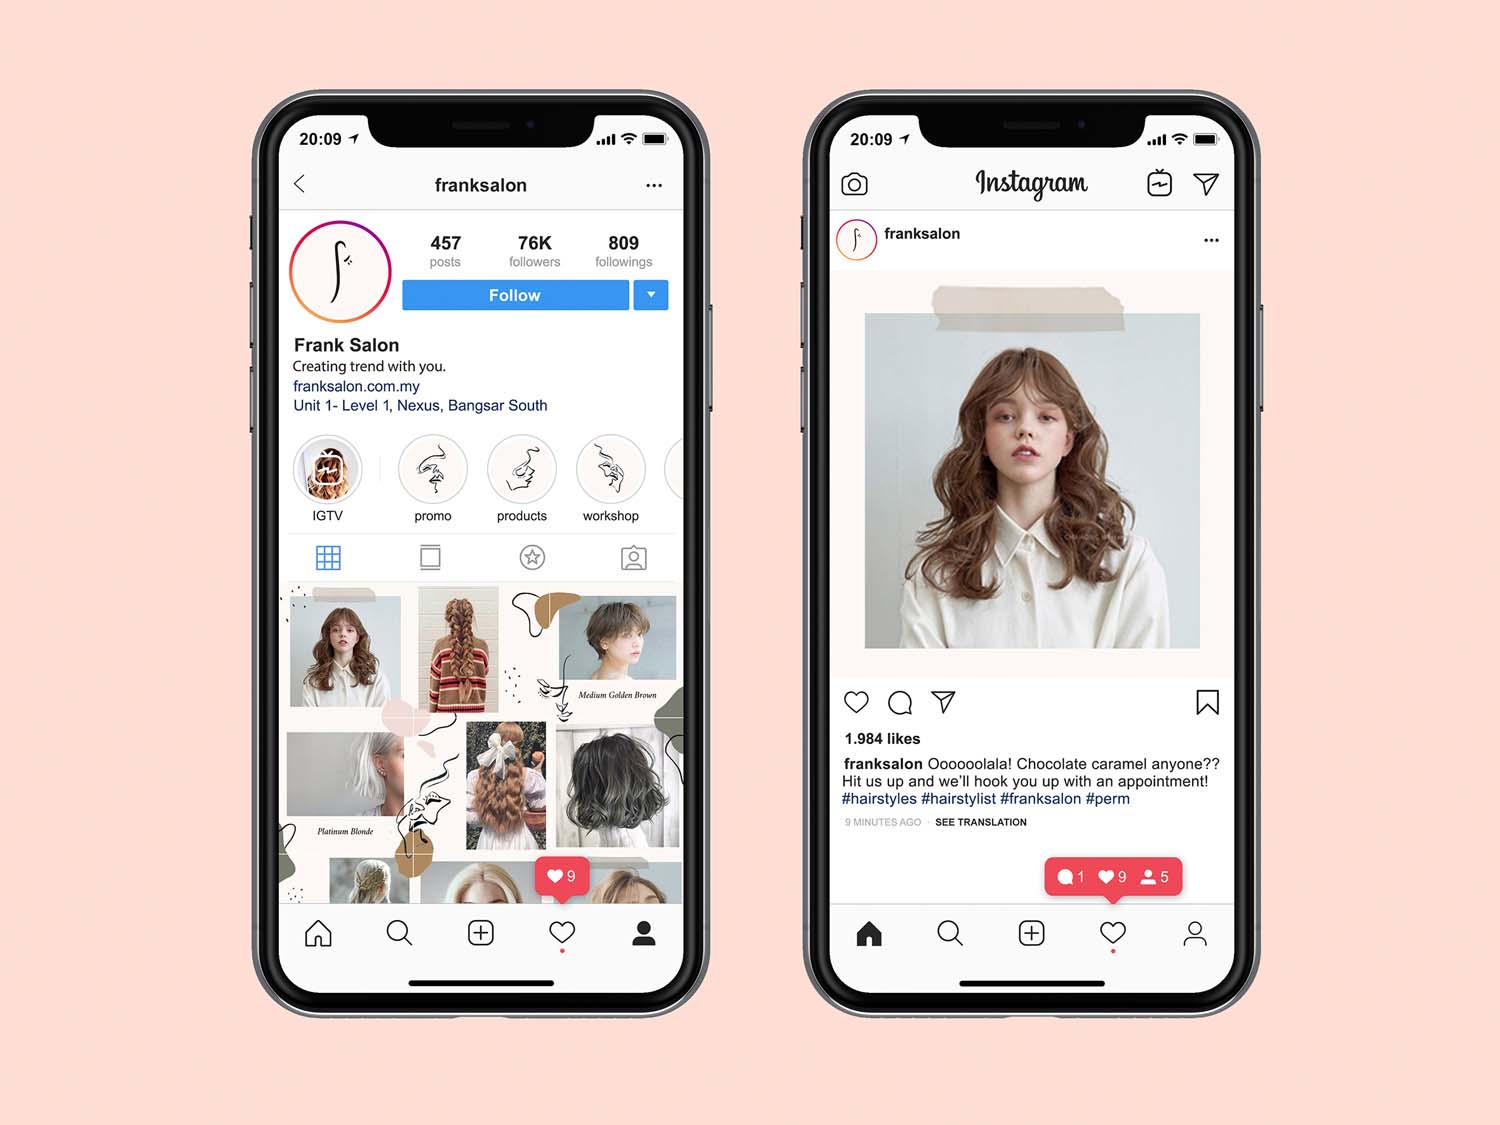 20:09
franksalon
457
76K
809
posts
followers
followings
Follow
Frank Salon
Creating trend with you.
franksalon.com.my
Unit 1- Level 1, Nexus, Bangsar South
IGTV
promo
products
workshop
Medium Golden Brown
Platinum Blonde
9
20:09
Instagram
franksalon
1.984 likes
franksalon Oooooolala! Chocolate caramel anyone??
Hit us up and we'll hook you up with an appointment!
#hairstyles #hairstylist #franksalon #perm
9 MINUTES AGO · SEE TRANSLATION
1 9 5